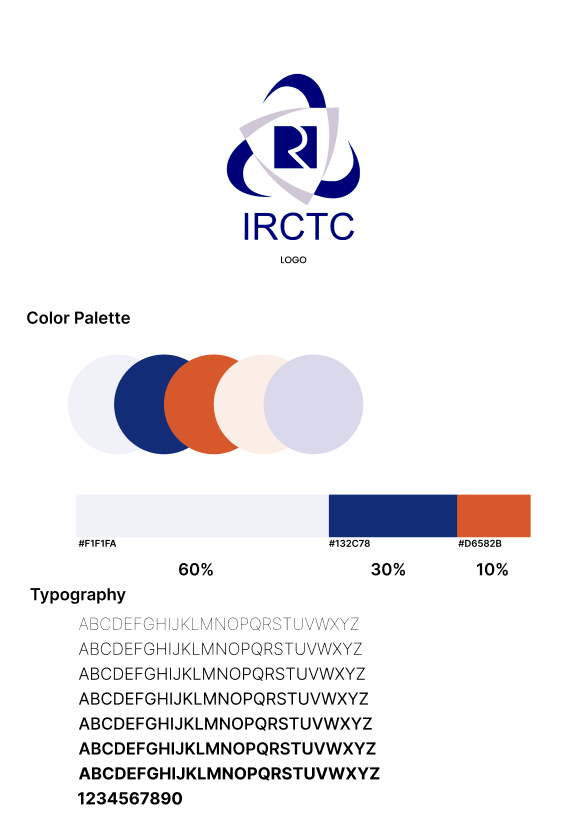 R
IRCTC
LOGO
Color Palette
#F1F1FA #132C78 #D6582B
60% 30% 10%
Typography
ABCDEFGHIJKLMNOPQRSTUVWXYZ
ABCDEFGHIJKLMNOPQRSTUVWXYZ
ABCDEFGHIJKLMNOPQRSTUVWXYZ
ABCDEFGHIJKLMNOPQRSTUVWXYZ
ABCDEFGHIJKLMNOPQRSTUVWXYZ
ABCDEFGHIJKLMNOPQRSTUVWXYZ
ABCDEFGHIJKLMNOPQRSTUVWXYZ
1234567890